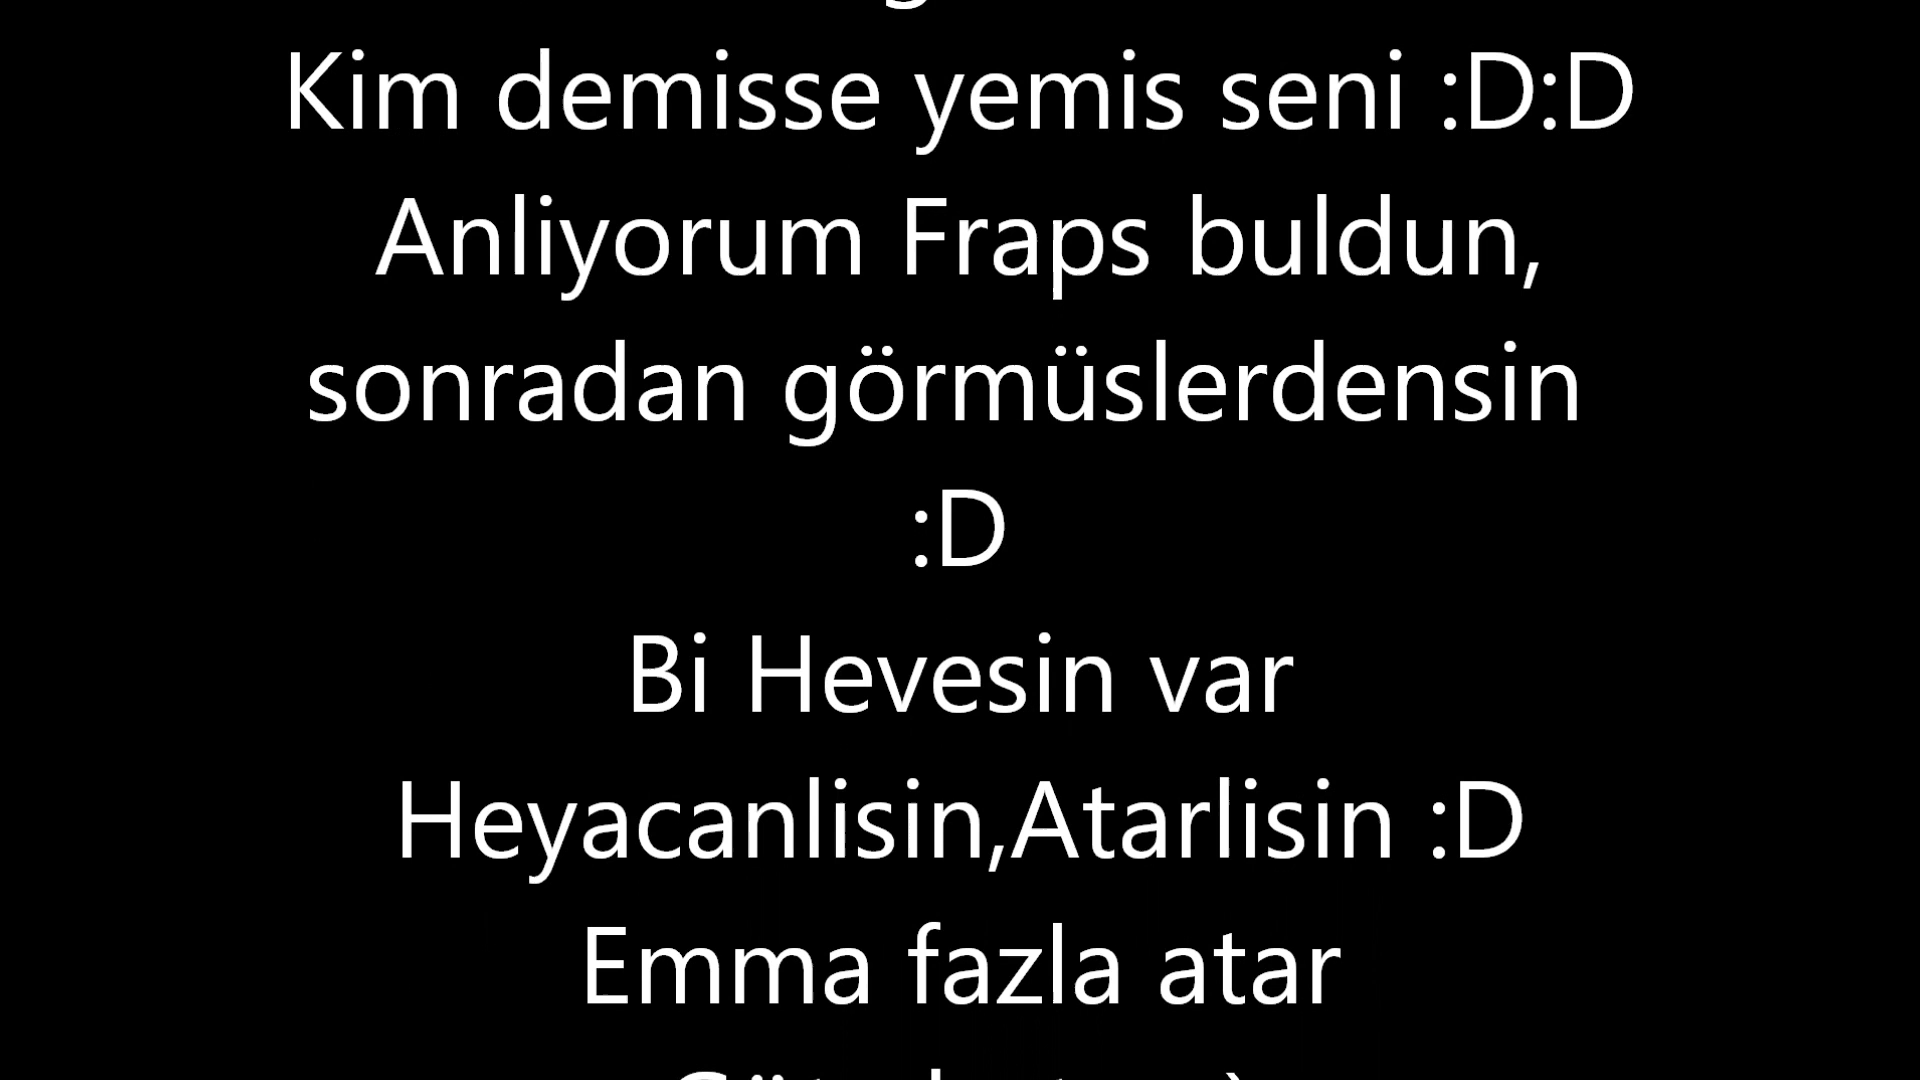 Kim demisse yemis seni :D:D
Anliyorum Fraps buldun,
sonradan görmüslerdensin
:D
Bi Hevesin var
Heyacanlisin,Atarlisin :D
Emma fazla atar